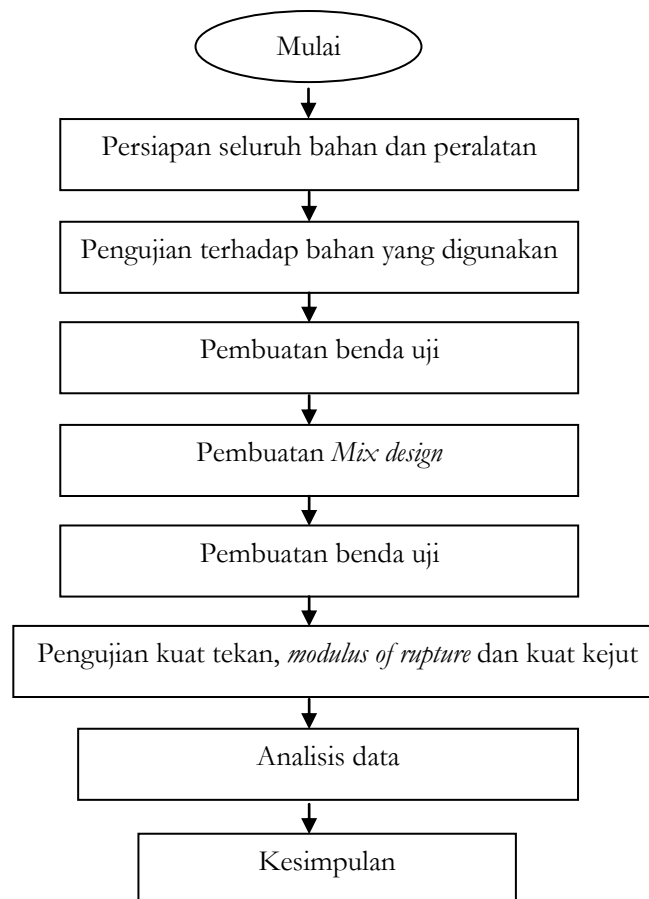 Mulai
Persiapan seluruh bahan dan peralatan
Pengujian terhadap bahan yang digunakan
Pembuatan benda uji
Pembuatan Mix design
Pembuatan benda uji
Pengujian kuat tekan, modulus of rupture dan kuat kejut
Analisis data
Kesimpulan